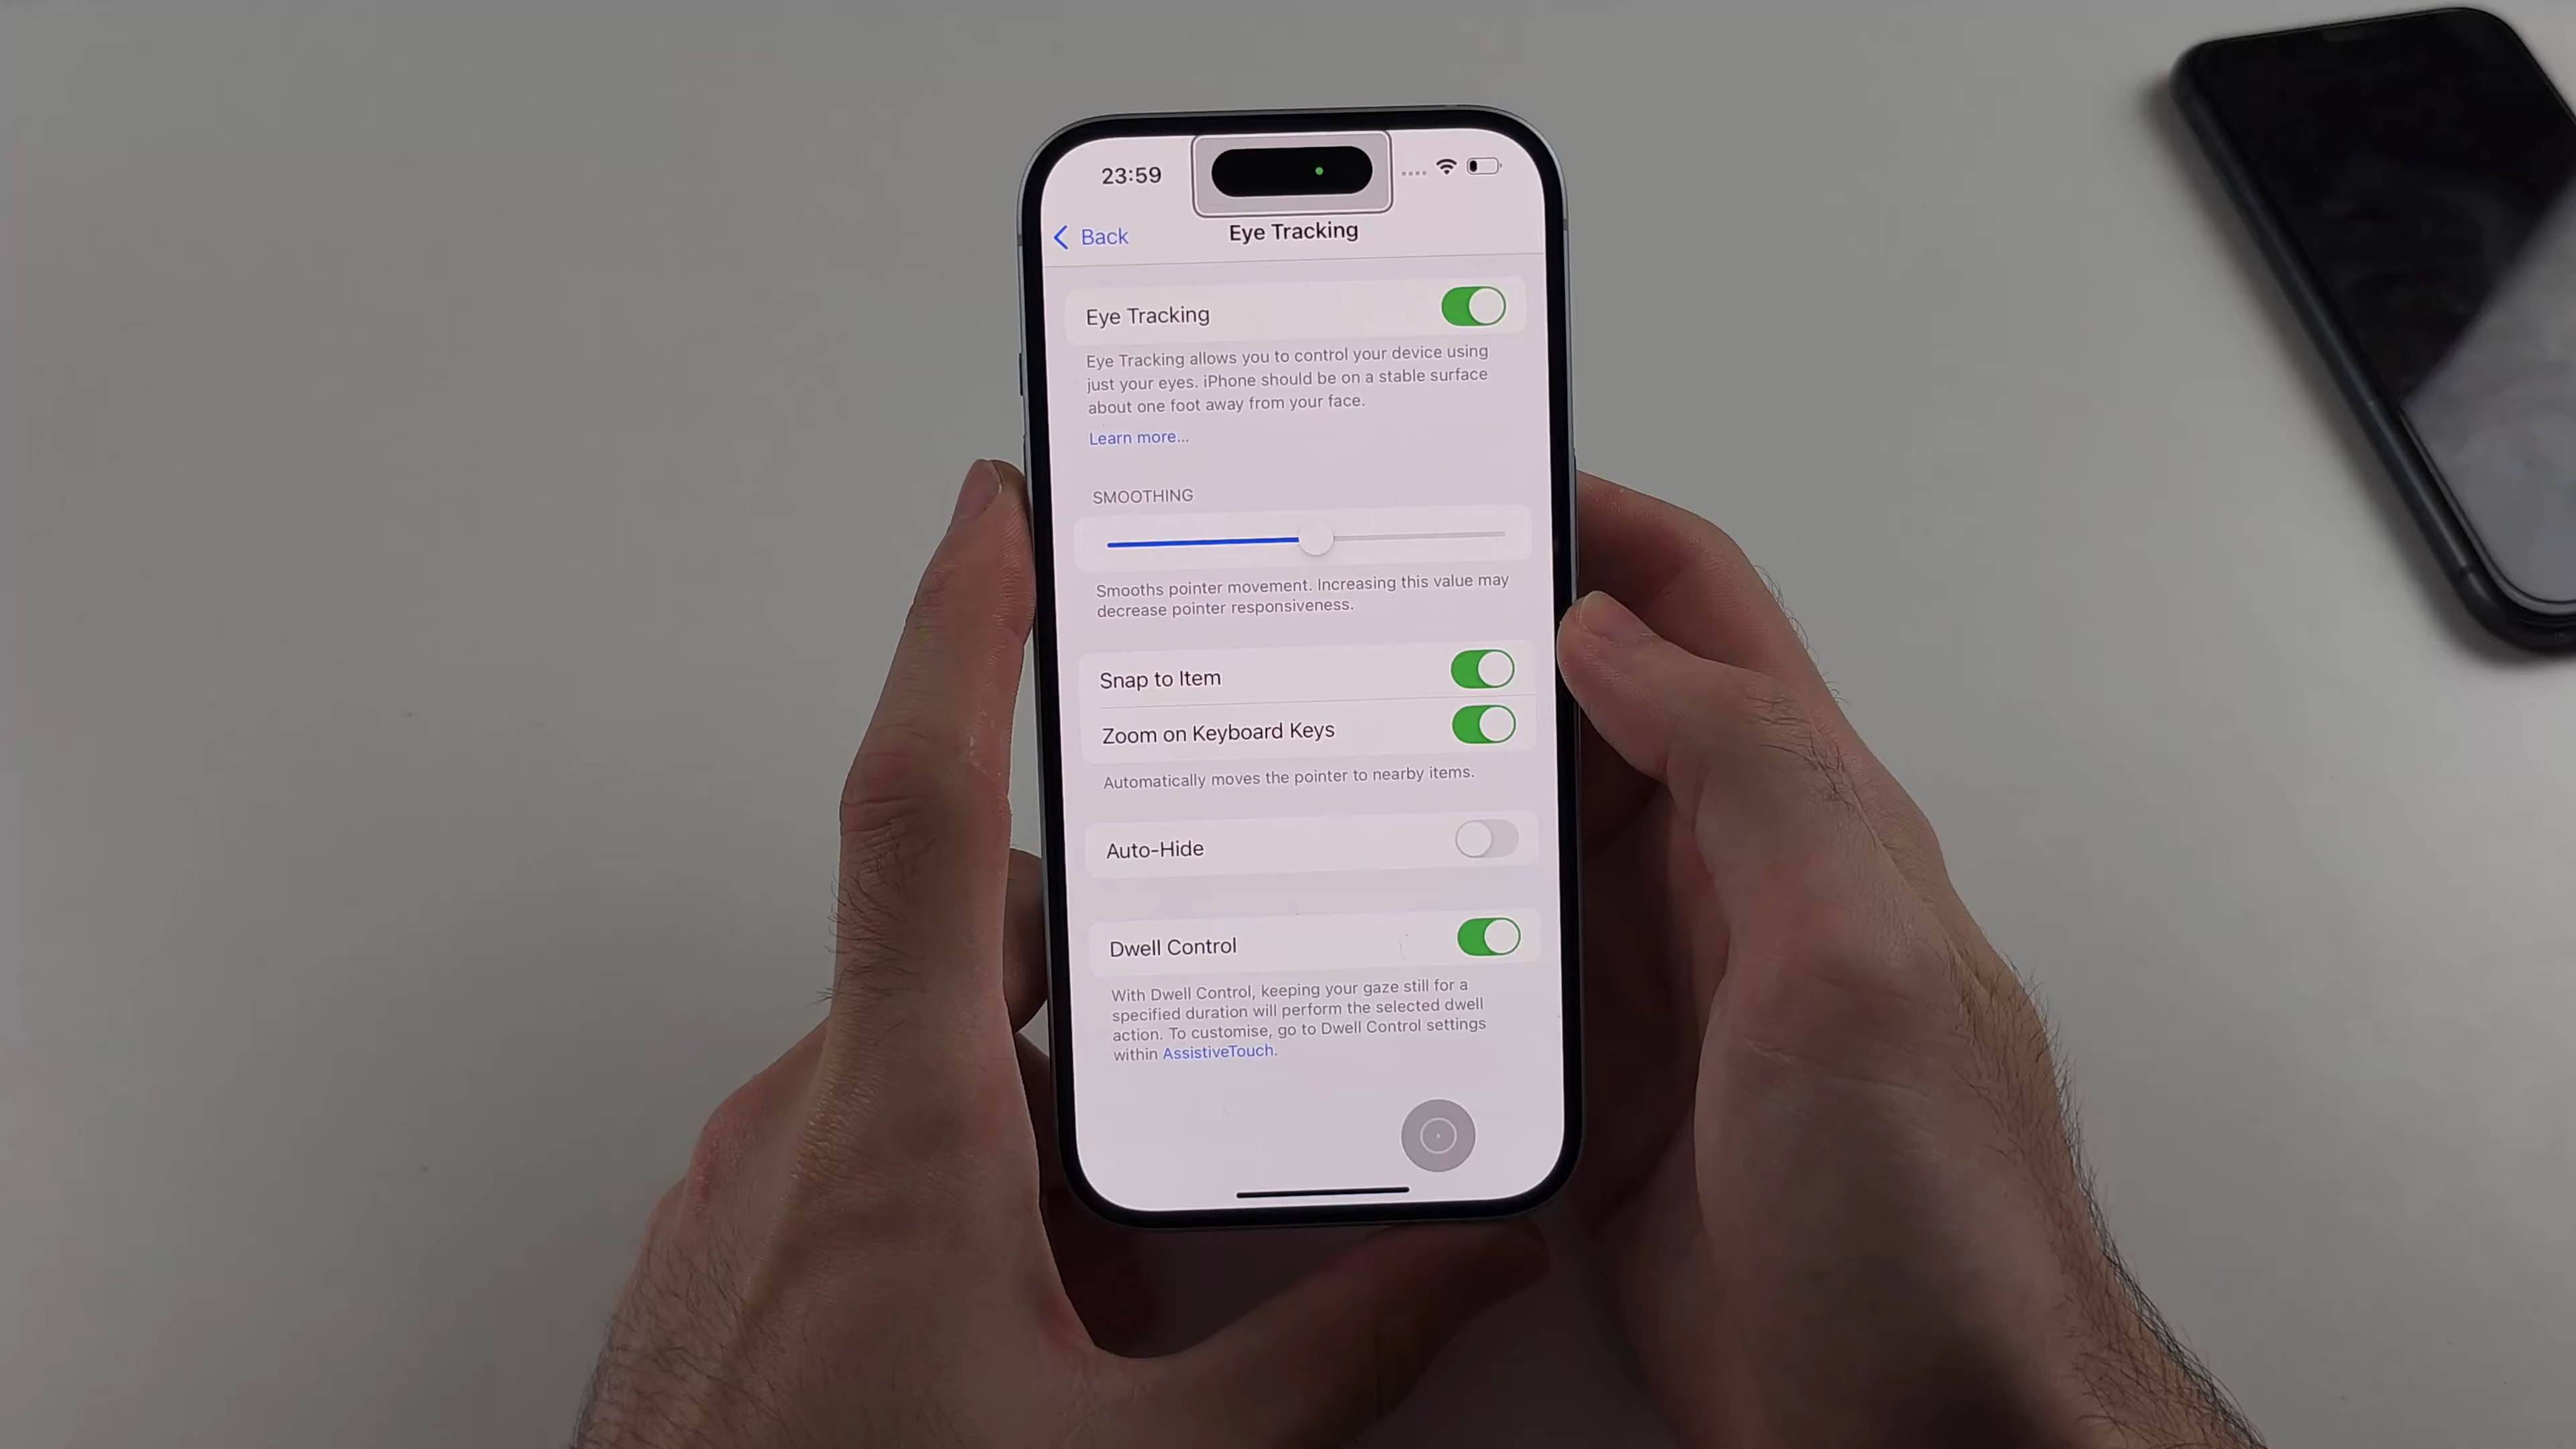 23:59
Back
Eye Tracking
Eye Tracking
Eye Tracking allows you to control your device using
just your eyes. iPhone should be on a stable surface
about one foot away from your face.
Learn more...
SMOOTHING
Smooths pointer movement. Increasing this value may
decrease pointer responsiveness.
Snap to Item
Zoom on Keyboard Keys
Automatically moves the pointer to nearby items.
Auto-Hide
Dwell Control
With Dwell Control, keeping your gaze still for a
specified duration will perform the selected dwell
action. To customise, go to Dwell Control settings
within AssistiveTouch.